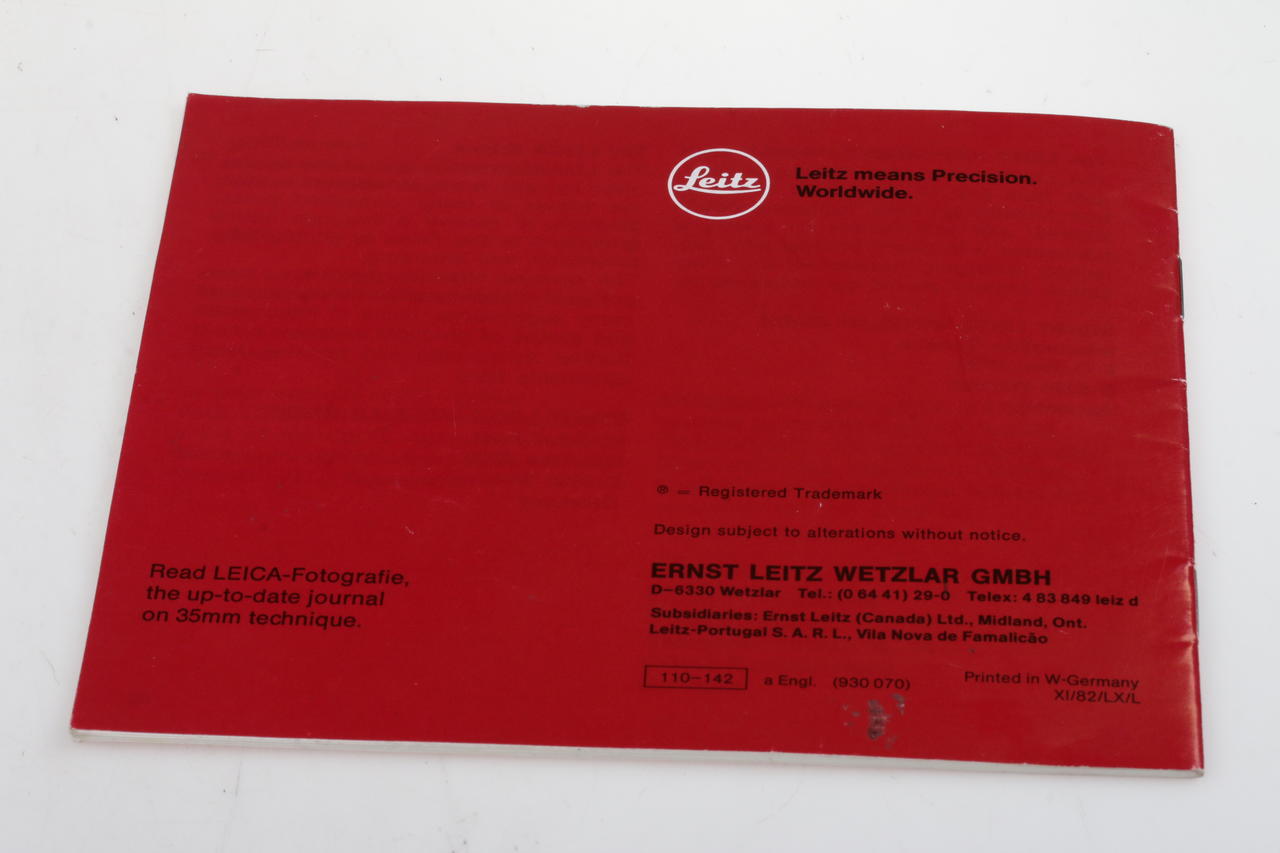 Leitz
Leitz means Precision.
Worldwide.
® = Registered Trademark
Design subject to alterations without notice.
ERNST LEITZ WETZLAR GMBH
D-6330 Wetzlar Tel.: (0 64 41) 29-0 Telex: 4 83 849 leiz d
Subsidiaries: Ernst Leitz (Canada) Ltd., Midland, Ont.
Leitz-Portugal S. A. R. L., Vila Nova de Famalicão
110-142 a Engl. (930 070) Printed in W-Germany
XI/82/LX/L
Read LEICA-Fotografie,
the up-to-date journal
on 35mm technique.